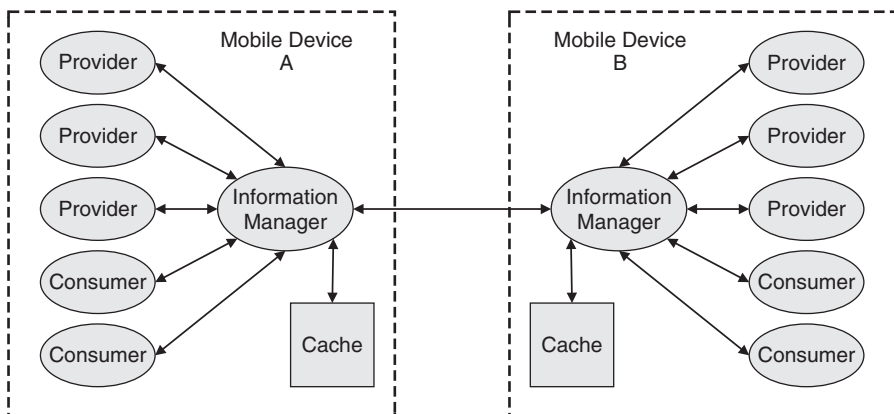 Mobile Device
A
Provider
Provider
Provider
Consumer
Consumer
Information
Manager
Cache
Mobile Device
B
Provider
Provider
Provider
Consumer
Consumer
Information
Manager
Cache